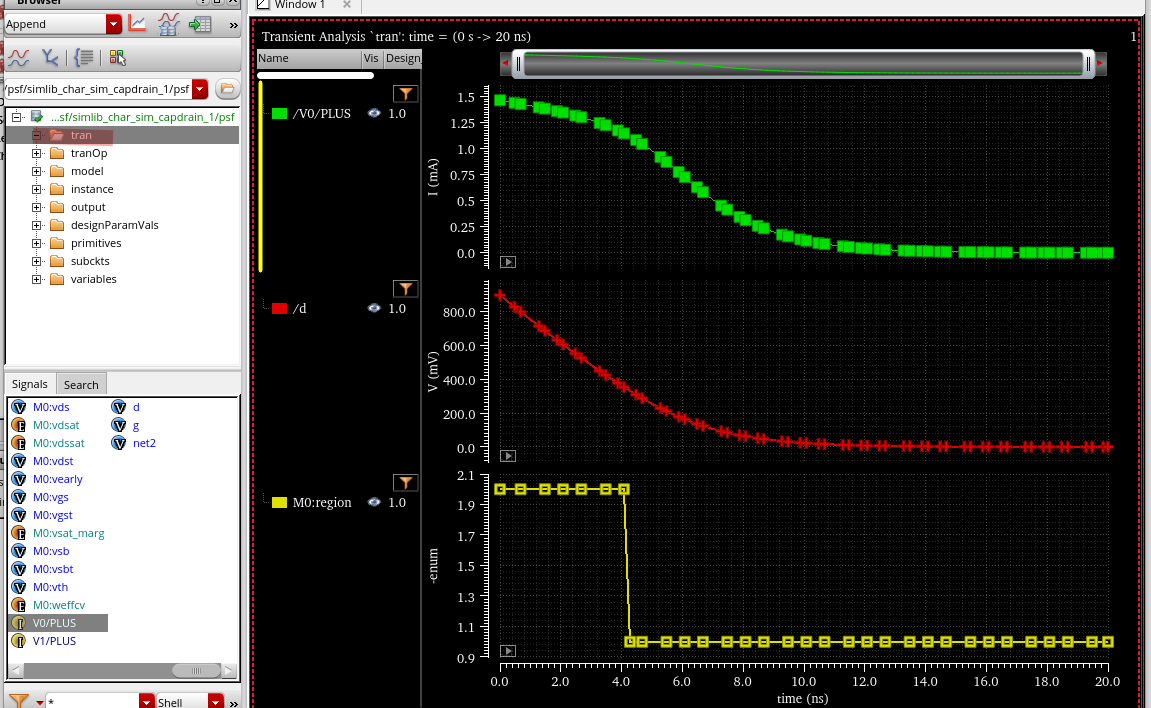 Browser
Window 1
Append
»
/psf/simlib_char_sim_capdrain_1/psf
...sf/simlib_char_sim_capdrain_1/psf
tran
tranOp
model
instance
output
designParamVals
primitives
subckts
variables
Signals
Search
M0:vds
d
M0:vdsat
g
M0:vdssat
net2
M0:vdst
M0:vearly
M0:vgs
M0:vgst
M0:vsat_marg
M0:vsb
M0:vsbt
M0:vth
M0:weffcv
V0/PLUS
V1/PLUS
*
Shell
»
Transient Analysis `tran': time = (0 s -> 20 ns)
1
Name
Vis
Design
/V0/PLUS
1.0
I (mA)
1.5
1.25
1.0
0.75
0.5
0.25
0.0
/d
1.0
V (mV)
800.0
600.0
400.0
200.0
0.0
M0:region
1.0
-enum
2.1
1.9
1.7
1.5
1.3
1.1
0.9
0.0 2.0 4.0 6.0 8.0 10.0 12.0 14.0 16.0 18.0 20.0
time (ns)